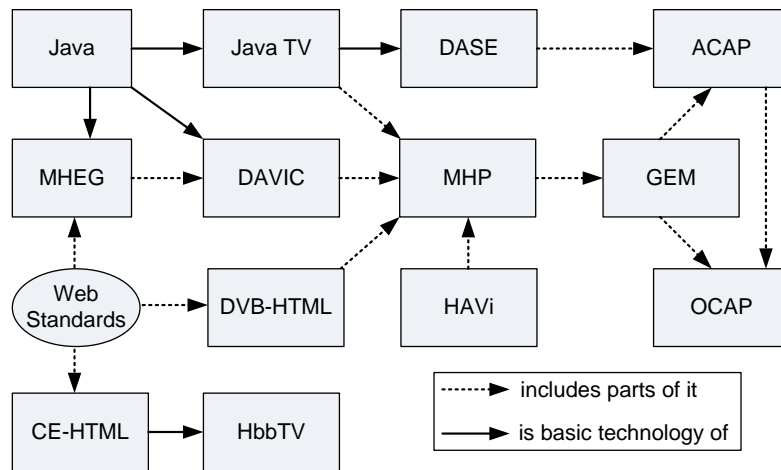 Java
Java TV
DASE
ACAP
MHEG
DAVIC
MHP
GEM
Web
Standards
DVB-HTML
HAVi
OCAP
CE-HTML
HbbTV
includes parts of it
is basic technology of